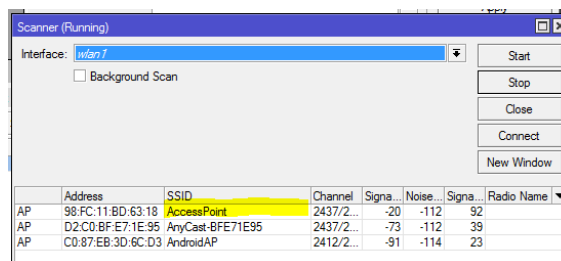 Scanner (Running)
Interface: wlan1
Start
Background Scan
Stop
Close
Connect
New Window
Address SSID Channel Signa... Noise... Signa... Radio Name
AP 98:FC:11:BD:63:18 AccessPoint 2437/2... -20 -112 92
AP D2:C0:BF:E7:1E:95 AnyCast-BFE71E95 2437/2... -73 -112 39
AP C0:87:EB:3D:6C:D3 AndroidAP 2412/2... -91 -114 23